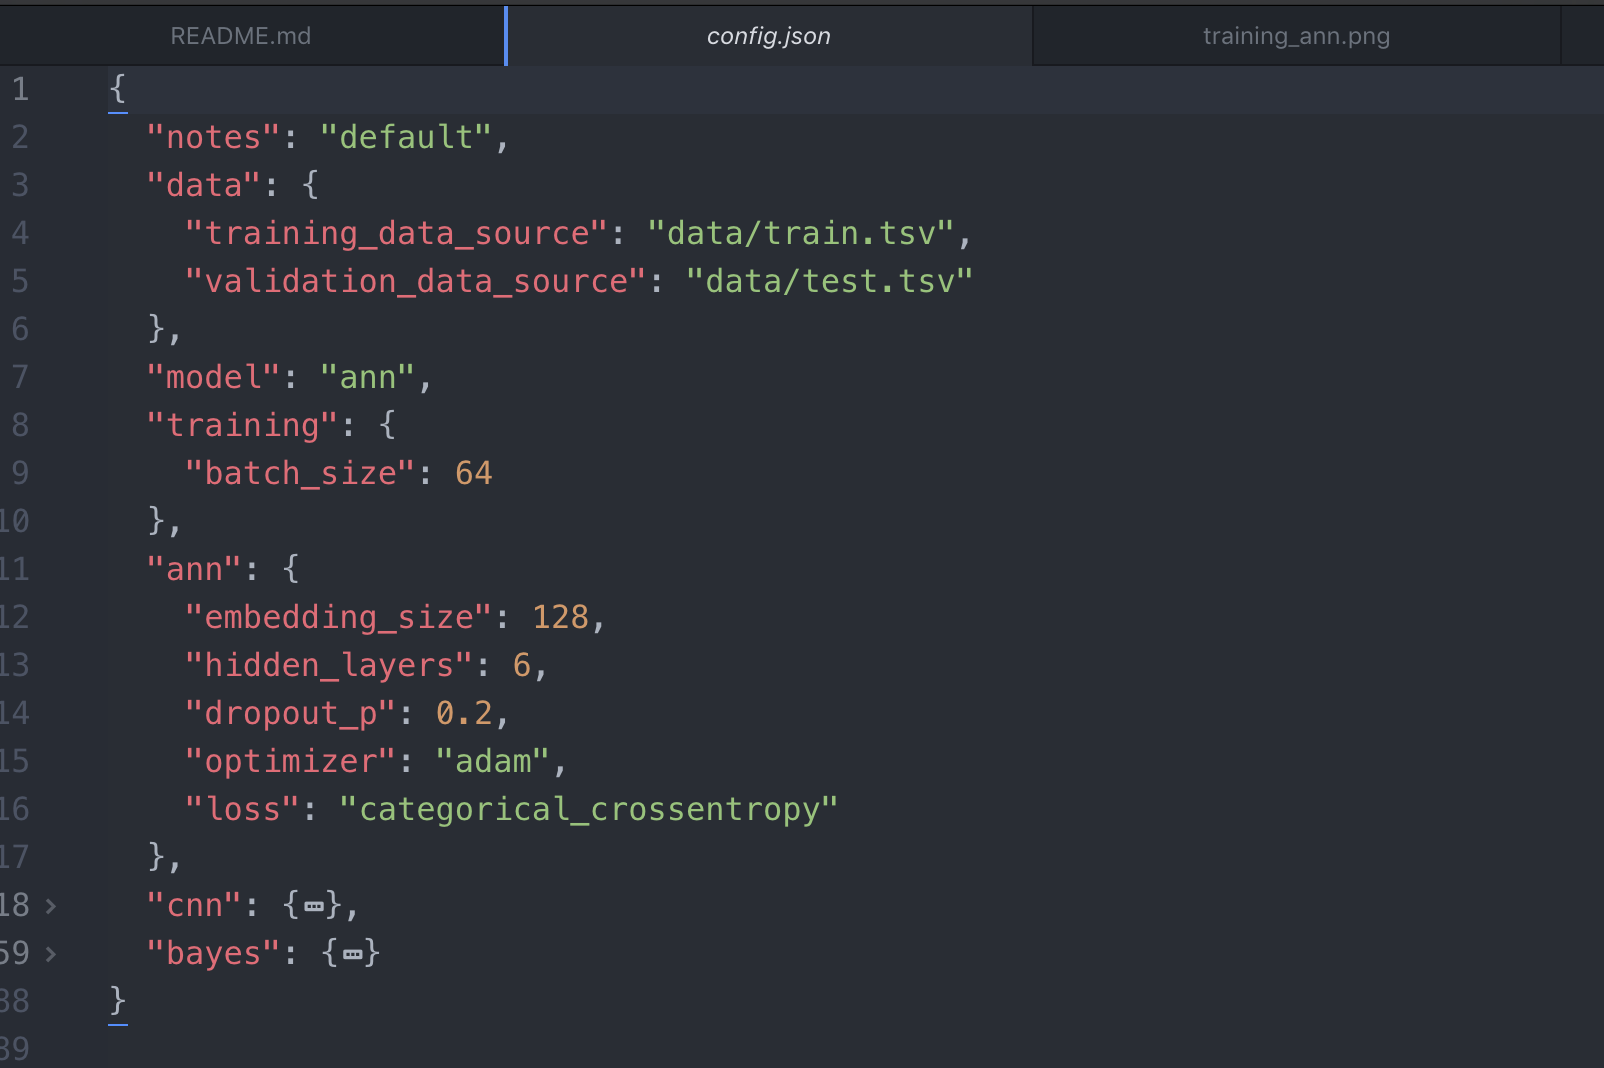 README.md config.json training_ann.png
1 {
2 "notes": "default",
3 "data": {
4 "training_data_source": "data/train.tsv",
5 "validation_data_source": "data/test.tsv"
6 },
7 "model": "ann",
8 "training": {
9 "batch_size": 64
10 },
11 "ann": {
12 "embedding_size": 128,
13 "hidden_layers": 6,
14 "dropout_p": 0.2,
15 "optimizer": "adam",
16 "loss": "categorical_crossentropy"
17 },
18 "cnn": {…},
59 "bayes": {…}
88 }
89